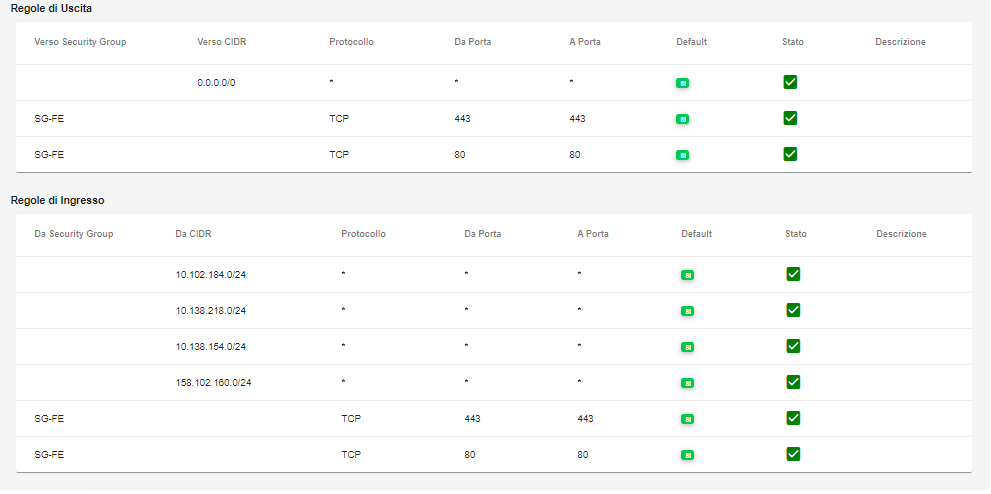 Regole di Uscita
Verso Security Group Verso CIDR Protocollo Da Porta A Porta Default Stato Descrizione
0.0.0.0/0 * * * SI
SG-FE TCP 443 443 SI
SG-FE TCP 80 80 SI
Regole di Ingresso
Da Security Group Da CIDR Protocollo Da Porta A Porta Default Stato Descrizione
10.102.184.0/24 * * * SI
10.138.218.0/24 * * * SI
10.138.154.0/24 * * * SI
158.102.160.0/24 * * * SI
SG-FE TCP 443 443 SI
SG-FE TCP 80 80 SI